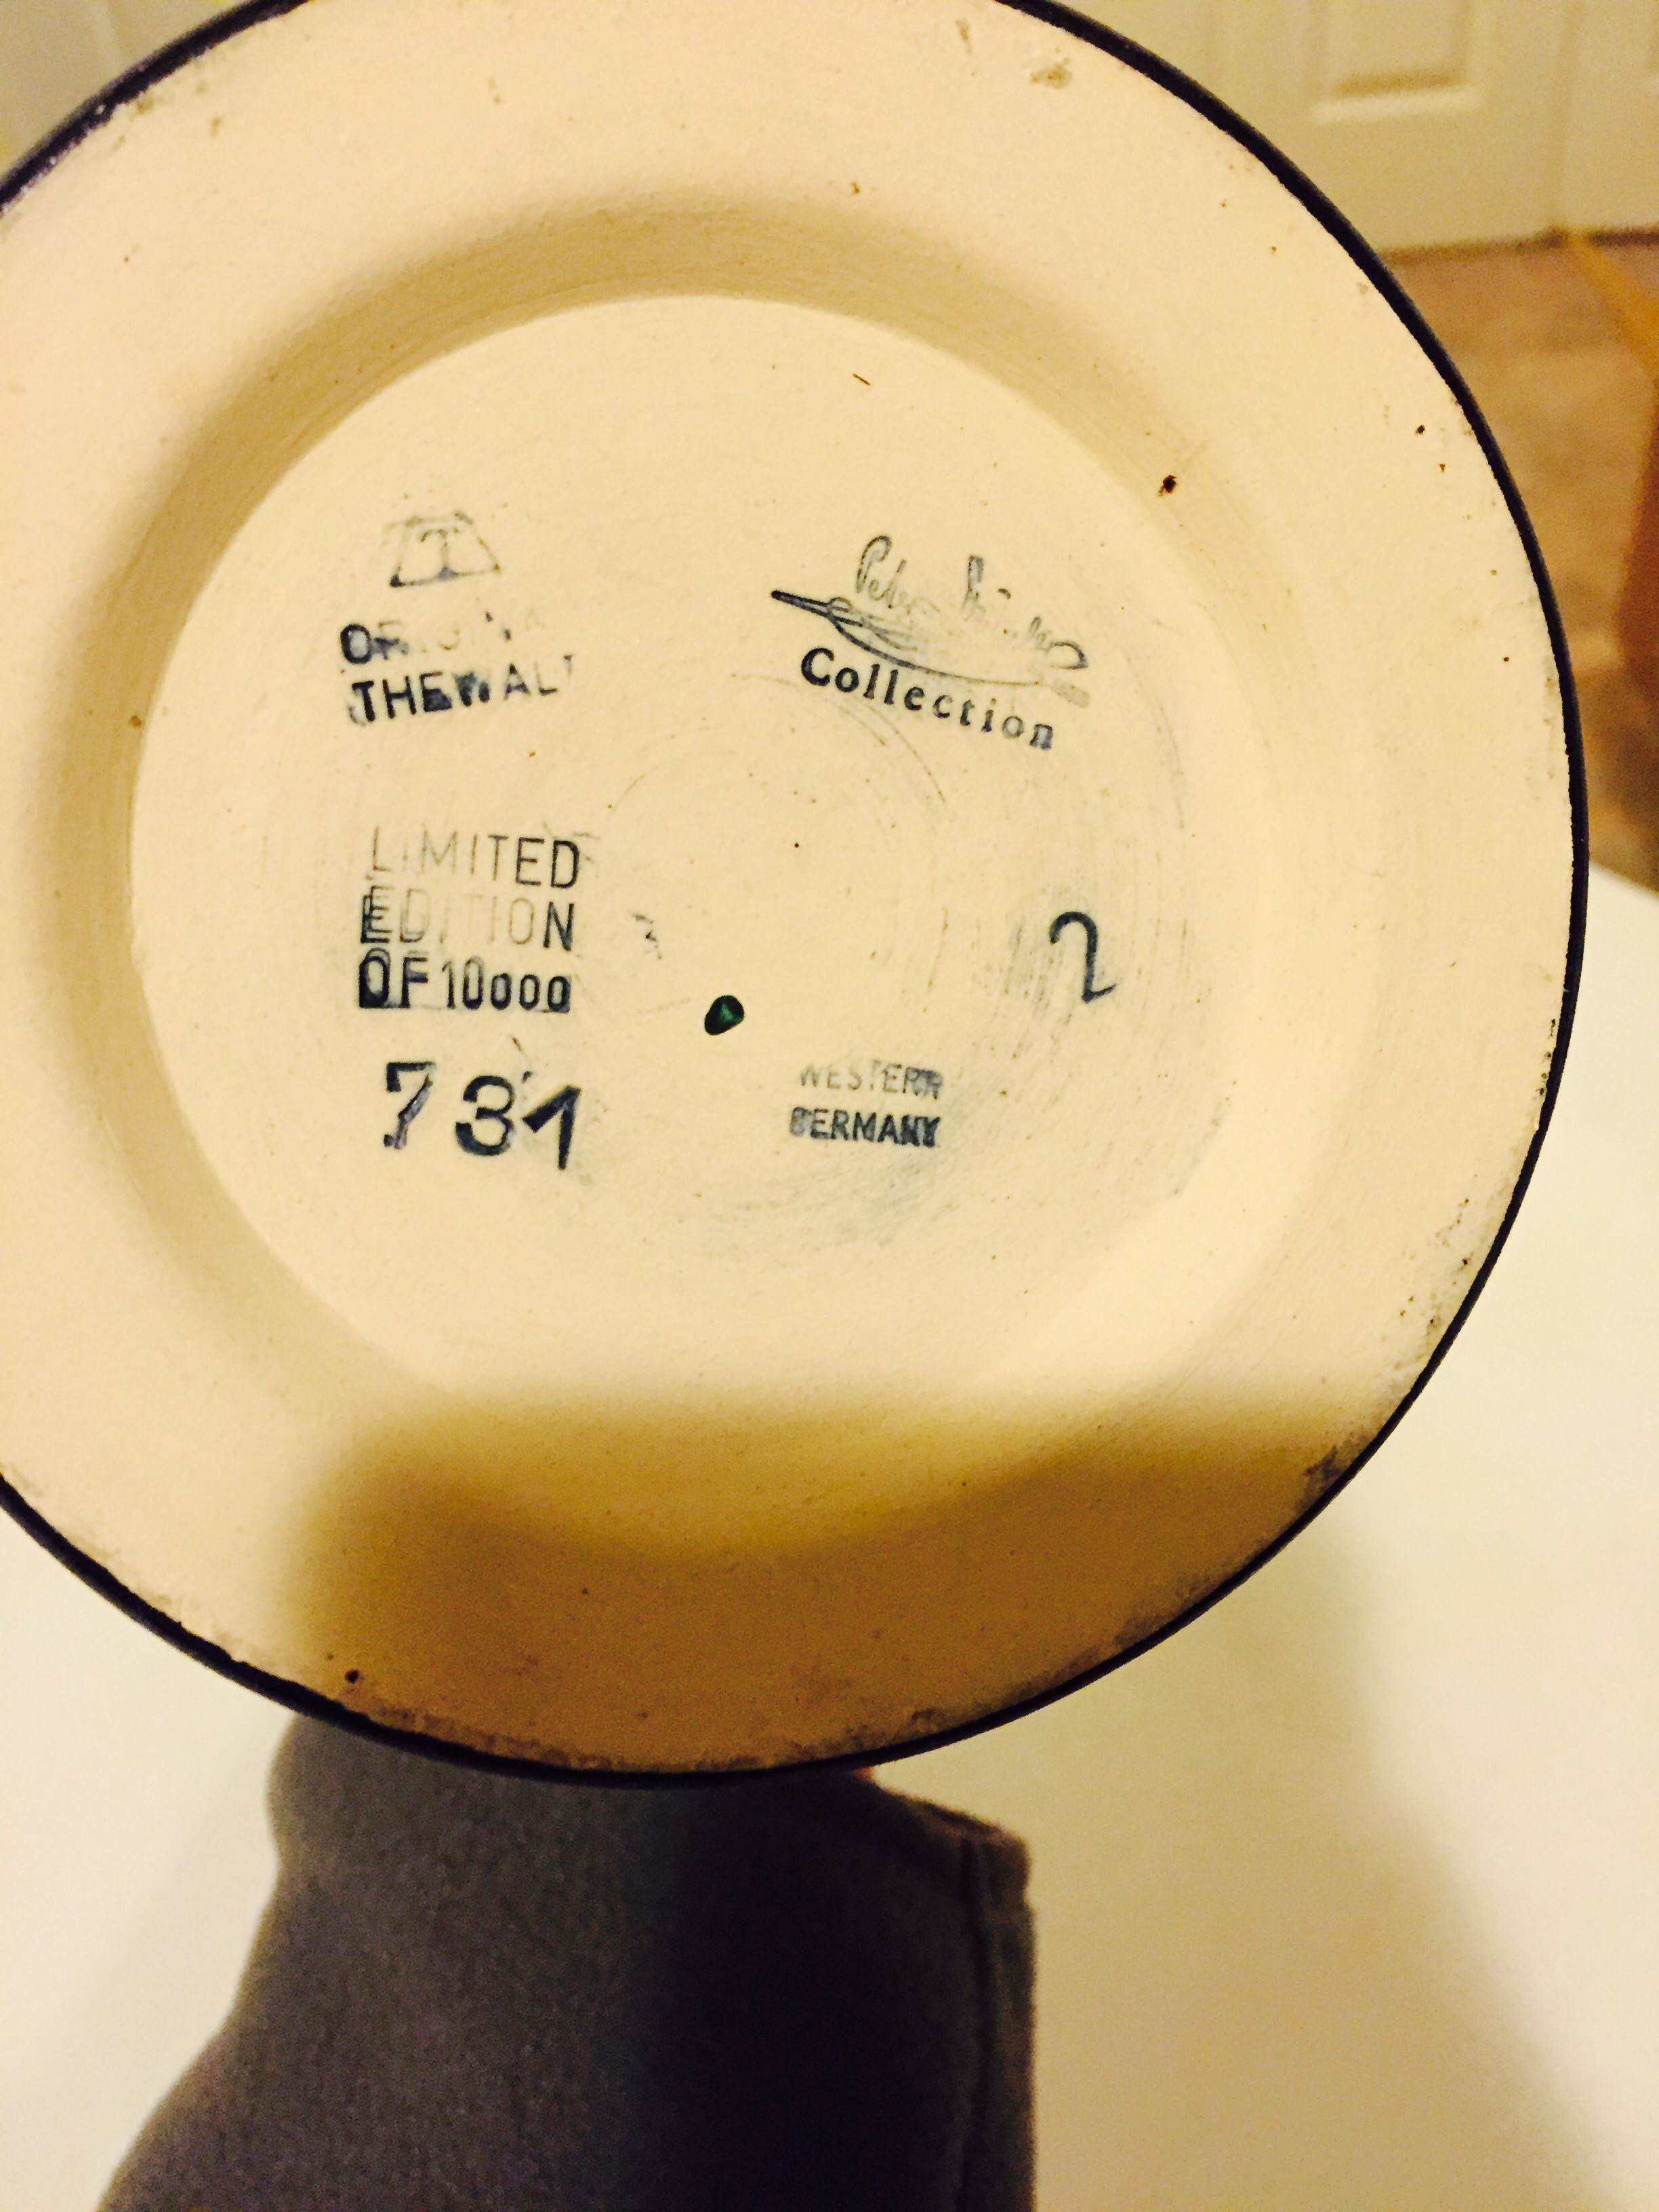 T
THEWALT
Collection
LIMITED
EDITION
OF 10000
731
2
WESTERN
GERMANY